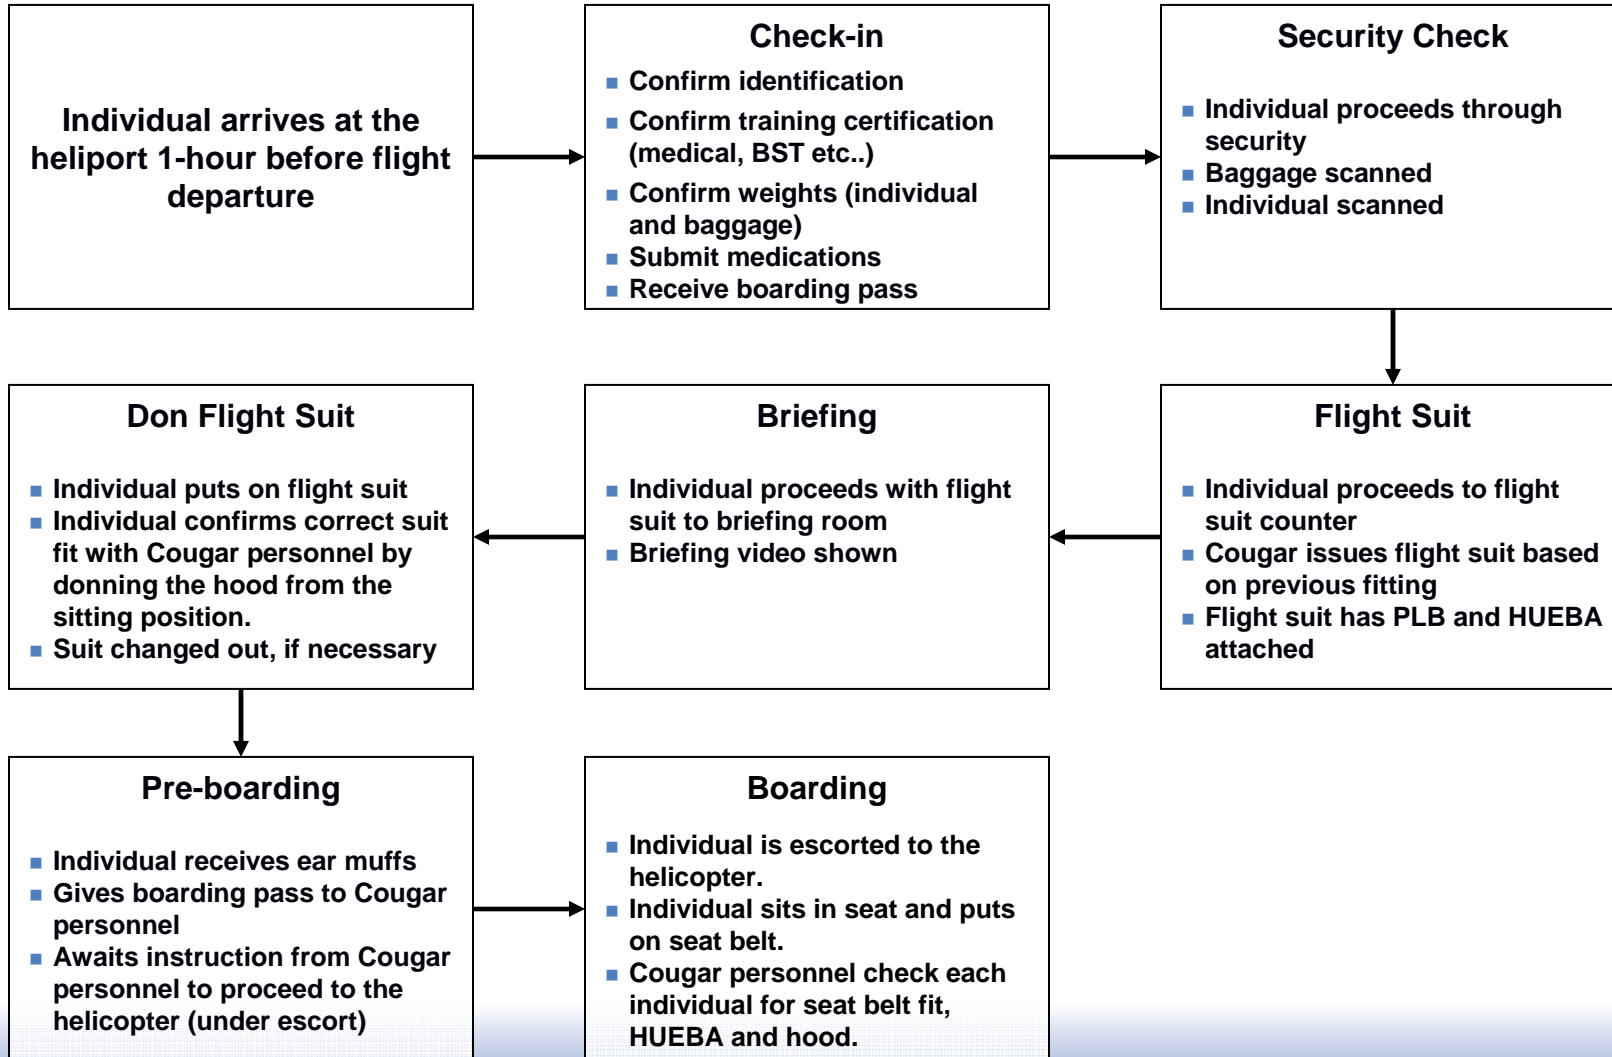 Individual arrives at the
heliport 1-hour before flight
departure
Check-in
Confirm identification
Confirm training certification
(medical, BST etc..)
Confirm weights (individual
and baggage)
Submit medications
Receive boarding pass
Security Check
Individual proceeds through
security
Baggage scanned
Individual scanned
Flight Suit
Individual proceeds to flight
suit counter
Cougar issues flight suit based
on previous fitting
Flight suit has PLB and HUEBA
attached
Briefing
Individual proceeds with flight
suit to briefing room
Briefing video shown
Don Flight Suit
Individual puts on flight suit
Individual confirms correct suit
fit with Cougar personnel by
donning the hood from the
sitting position.
Suit changed out, if necessary
Pre-boarding
Individual receives ear muffs
Gives boarding pass to Cougar
personnel
Awaits instruction from Cougar
personnel to proceed to the
helicopter (under escort)
Boarding
Individual is escorted to the
helicopter.
Individual sits in seat and puts
on seat belt.
Cougar personnel check each
individual for seat belt fit,
HUEBA and hood.